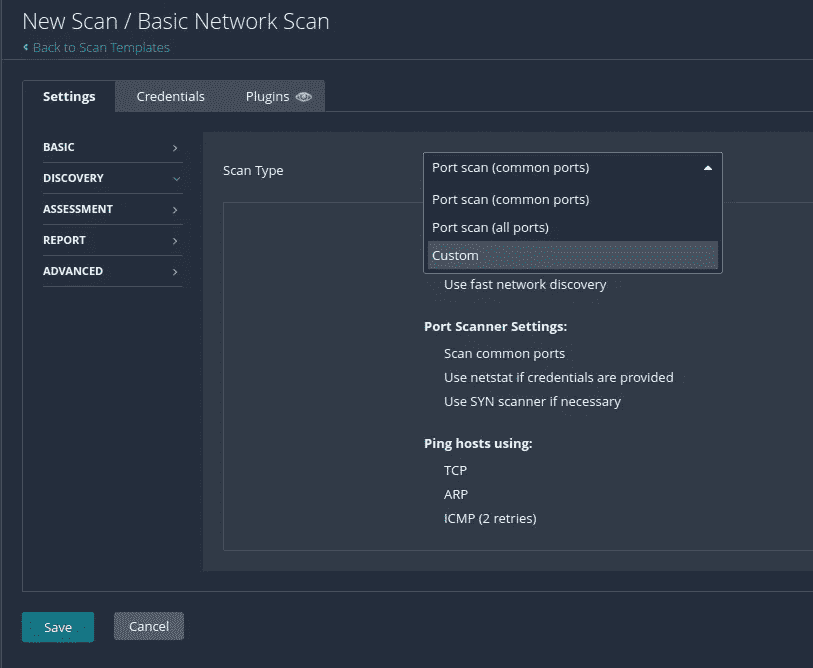 New Scan / Basic Network Scan
Back to Scan Templates
Settings
Credentials
Plugins
BASIC
DISCOVERY
ASSESSMENT
REPORT
ADVANCED
Scan Type
Port scan (common ports)
Port scan (common ports)
Port scan (all ports)
Custom
Use fast network discovery
Port Scanner Settings:
Scan common ports
Use netstat if credentials are provided
Use SYN scanner if necessary
Ping hosts using:
TCP
ARP
ICMP (2 retries)
Save
Cancel